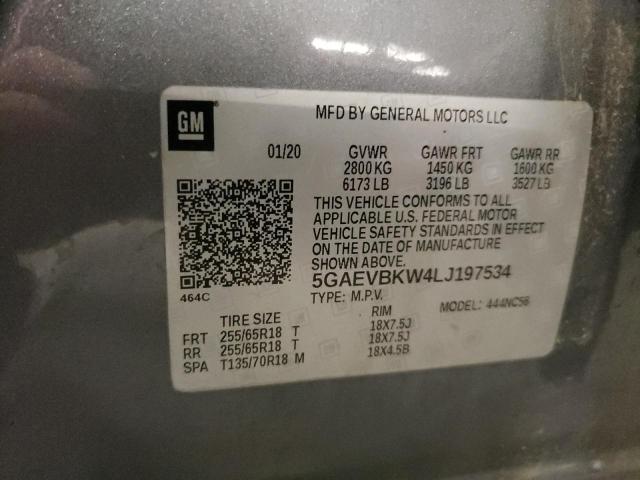 GM
MFD BY GENERAL MOTORS LLC
01/20 GVWR GAWR FRT GAWR RR
2800 KG 1450 KG 1600 KG
6173 LB 3196 LB 3527 LB
THIS VEHICLE CONFORMS TO ALL
APPLICABLE U.S. FEDERAL MOTOR
VEHICLE SAFETY STANDARDS IN EFFECT
ON THE DATE OF MANUFACTURE
SHOWN ABOVE.
464C
5GAEVBKW4LJ197534
TYPE: M.P.V. MODEL: 444NC56
TIRE SIZE RIM
FRT 255/65R18 T 18X7.5J
RR 255/65R18 T 18X7.5J
SPA T135/70R18 M 18X4.5B